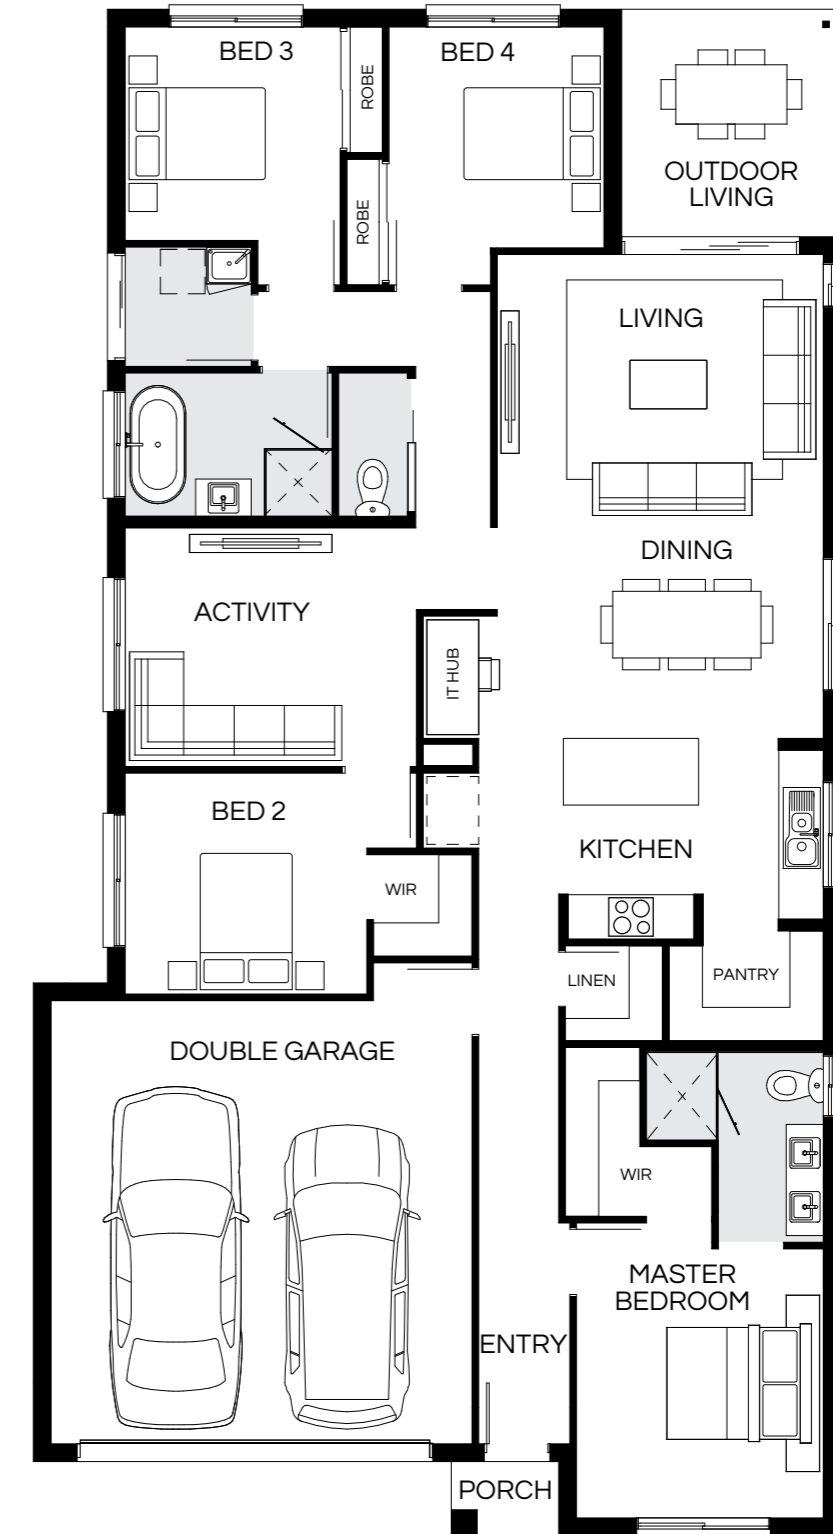 BED 3
BED 4
ROBE
ROBE
OUTDOOR
LIVING
LIVING
DINING
ACTIVITY
IT HUB
BED 2
KITCHEN
WIR
LINEN
PANTRY
DOUBLE GARAGE
WIR
MASTER
BEDROOM
ENTRY
PORCH